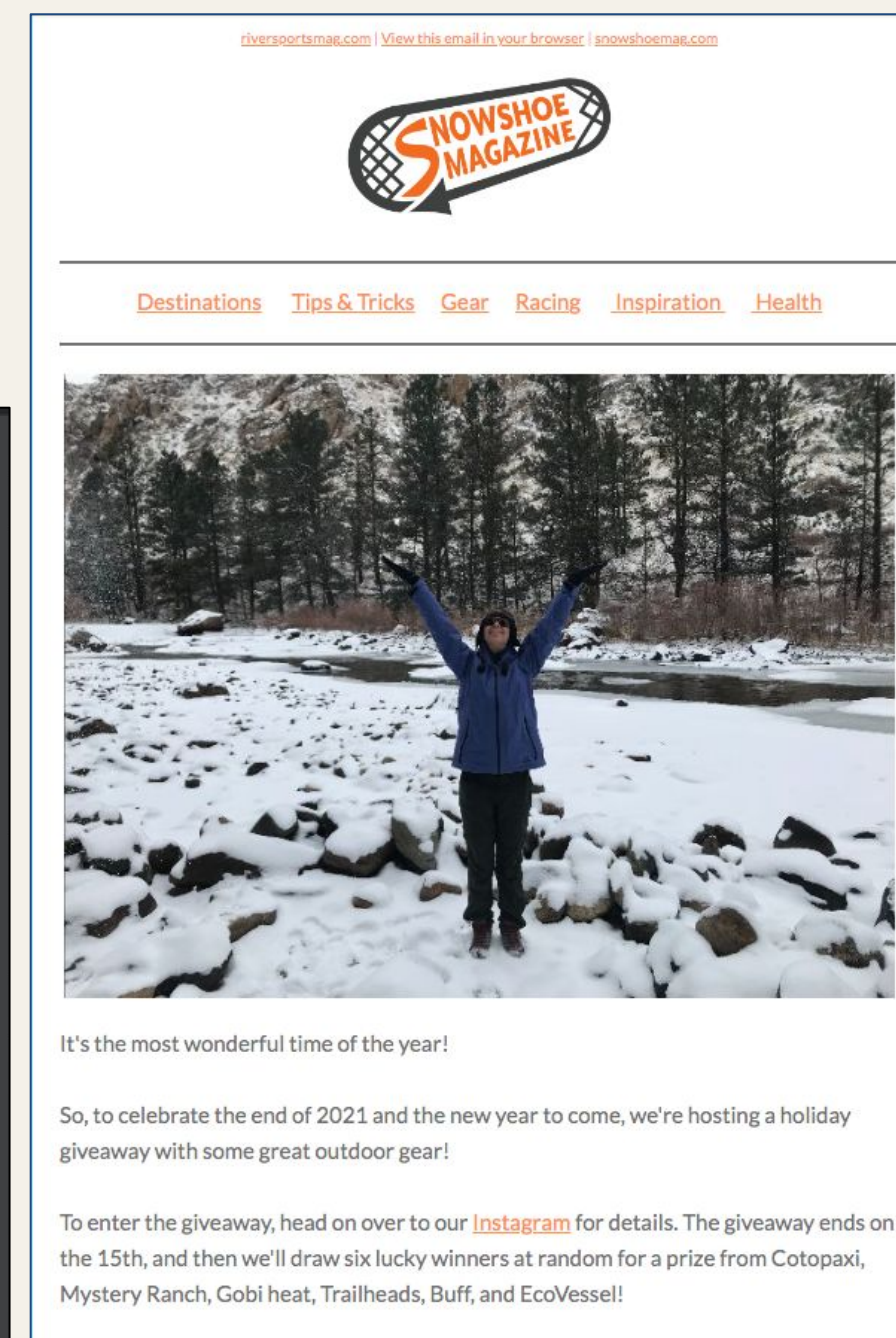 riversportsmag.com | View this email in your browser | snowshoemag.com
SNOWSHOE
MAGAZINE
Destinations Tips & Tricks Gear Racing Inspiration Health
It's the most wonderful time of the year!
So, to celebrate the end of 2021 and the new year to come, we're hosting a holiday
giveaway with some great outdoor gear!
To enter the giveaway, head on over to our Instagram for details. The giveaway ends on
the 15th, and then we'll draw six lucky winners at random for a prize from Cotopaxi,
Mystery Ranch, Gobi heat, Trailheads, Buff, and EcoVessel!